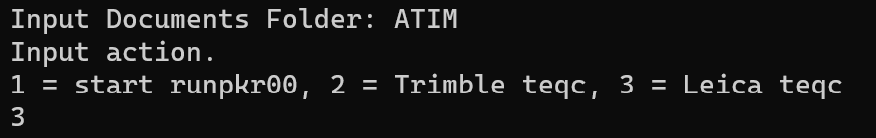 Input Documents Folder: ATIM
Input action.
1 = start runpkr00, 2 = Trimble teqc, 3 = Leica teqc
3